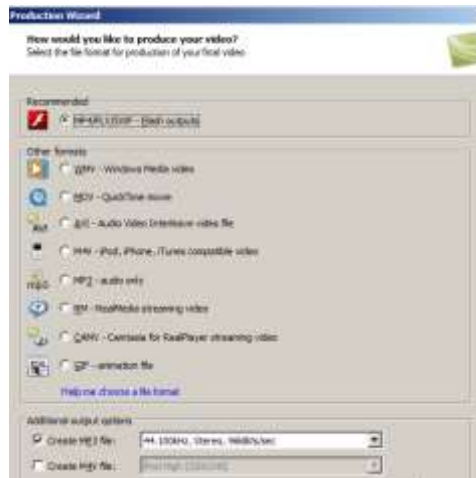 Production Wizard
How would you like to produce your video?
Select the file format for production of your final video
Recommended
MP4/FLV/SWF - Flash outputs
Other formats
WMV - Windows Media video
MOV - QuickTime movie
AVI - Audio Video Interleave video file
M4V - iPod, iPhone, iTunes compatible video
MP3 - audio only
RM - RealMedia streaming video
CAMV - Camtasia for RealPlayer streaming video
GIF - animation file
Help me choose a file format
Additional output options
Create MP3 file:
44.100kHz, Stereo,
Create M4V file: